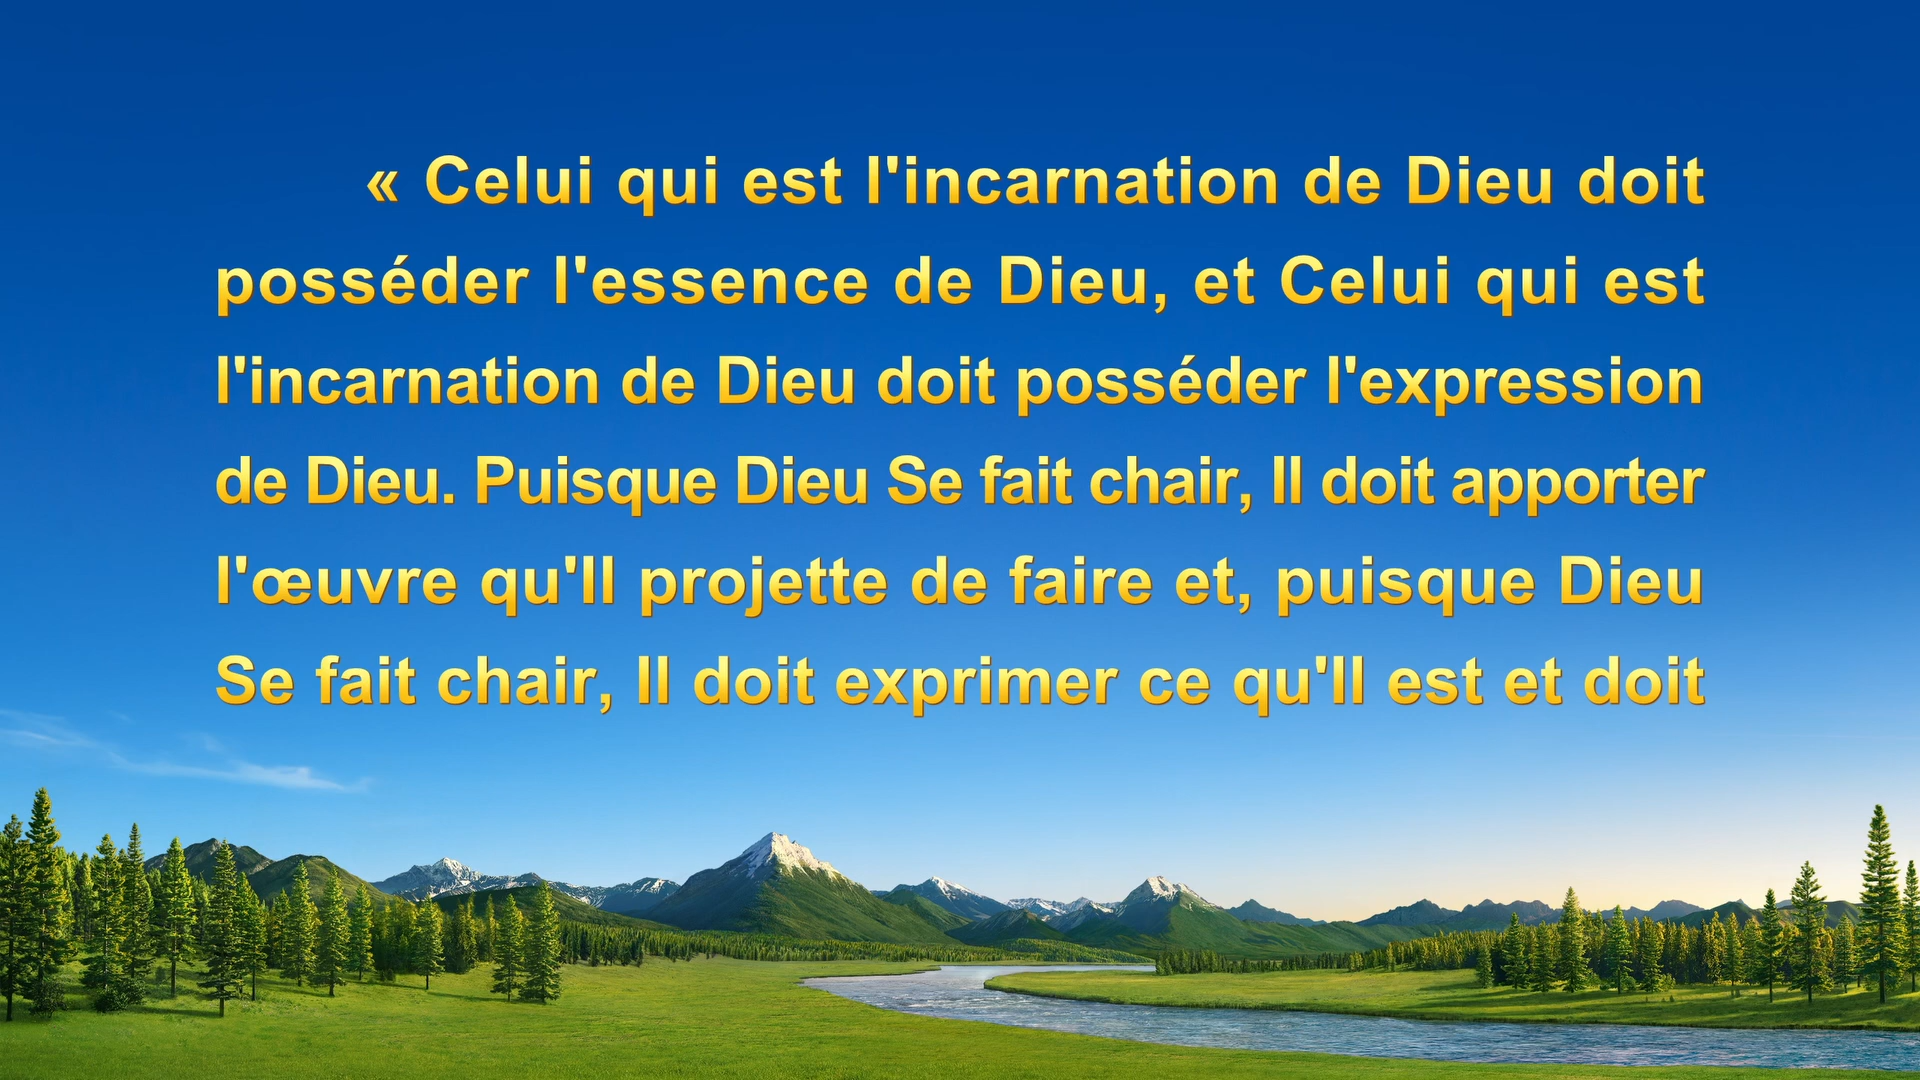 « Celui qui est l'incarnation de Dieu doit
posséder l'essence de Dieu, et Celui qui est
l'incarnation de Dieu doit posséder l'expression
de Dieu. Puisque Dieu Se fait chair, Il doit apporter
l'œuvre qu'Il projette de faire et, puisque Dieu
Se fait chair, Il doit exprimer ce qu'Il est et doit